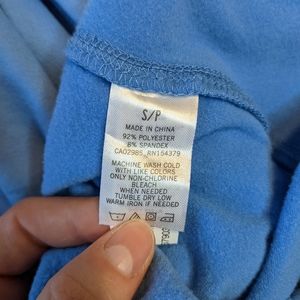 S/P
MADE IN CHINA
92% POLYESTER
8% SPANDEX
CA02985 RN154379
MACHINE WASH COLD
WITH LIKE COLORS
ONLY NON-CHLORINE
BLEACH
WHEN NEEDED
TUMBLE DRY LOW
WARM IRON IF NEEDED